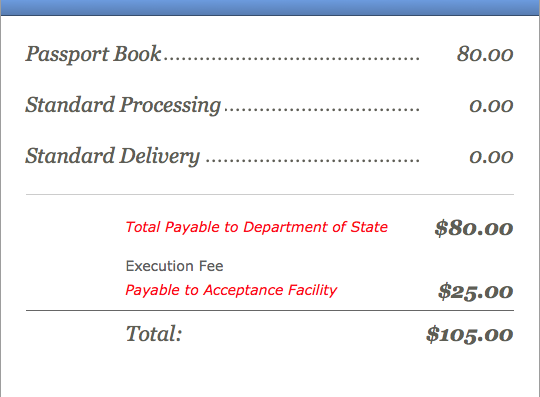 Passport Book........................................... 80.00
Standard Processing................................. 0.00
Standard Delivery .................................... 0.00
Total Payable to Department of State $80.00
Execution Fee
Payable to Acceptance Facility $25.00
Total: $105.00